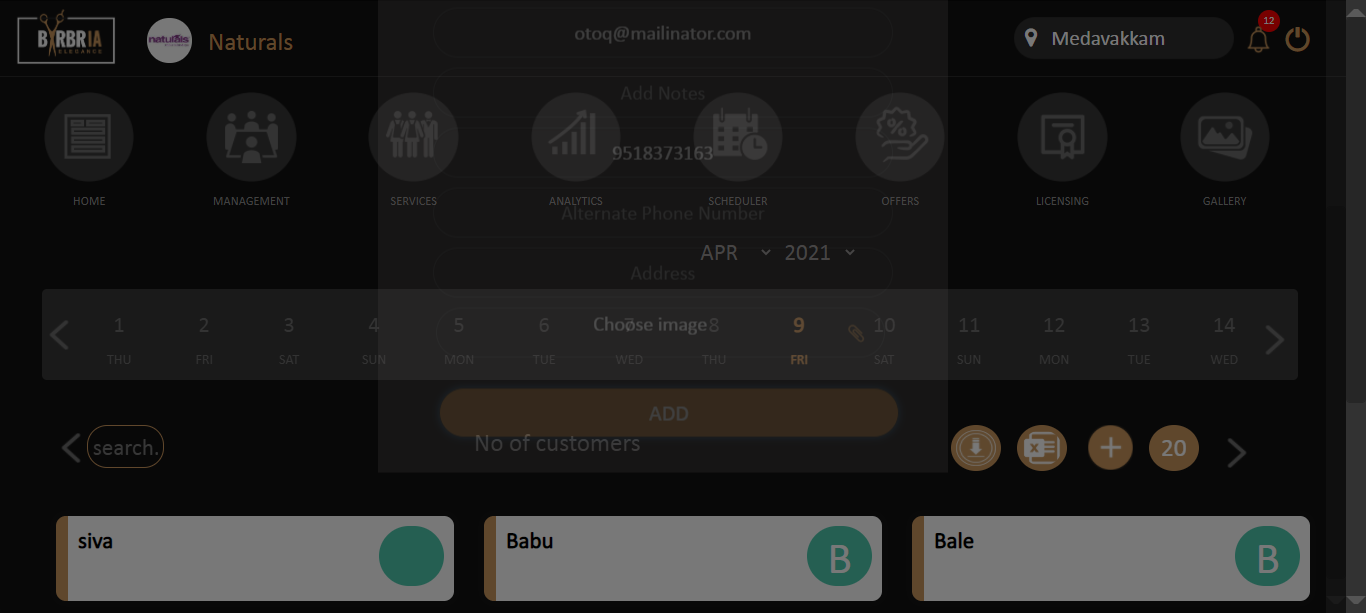 BARBRIA
ELEGANCE
naturals
Naturals
otoq@mailinator.com
Medavakkam
12
Add Notes
9518373163
HOME
MANAGEMENT
SERVICES
ANALYTICS
SCHEDULER
OFFERS
LICENSING
GALLERY
Alternate Phone Number
APR 2021
Address
Choose image
1 2 3 4 5 6 7 8 9 10 11 12 13 14
THU FRI SAT SUN MON TUE WED THU FRI SAT SUN MON TUE WED
ADD
search.
No of customers
20
siva
Babu
B
Bale
B